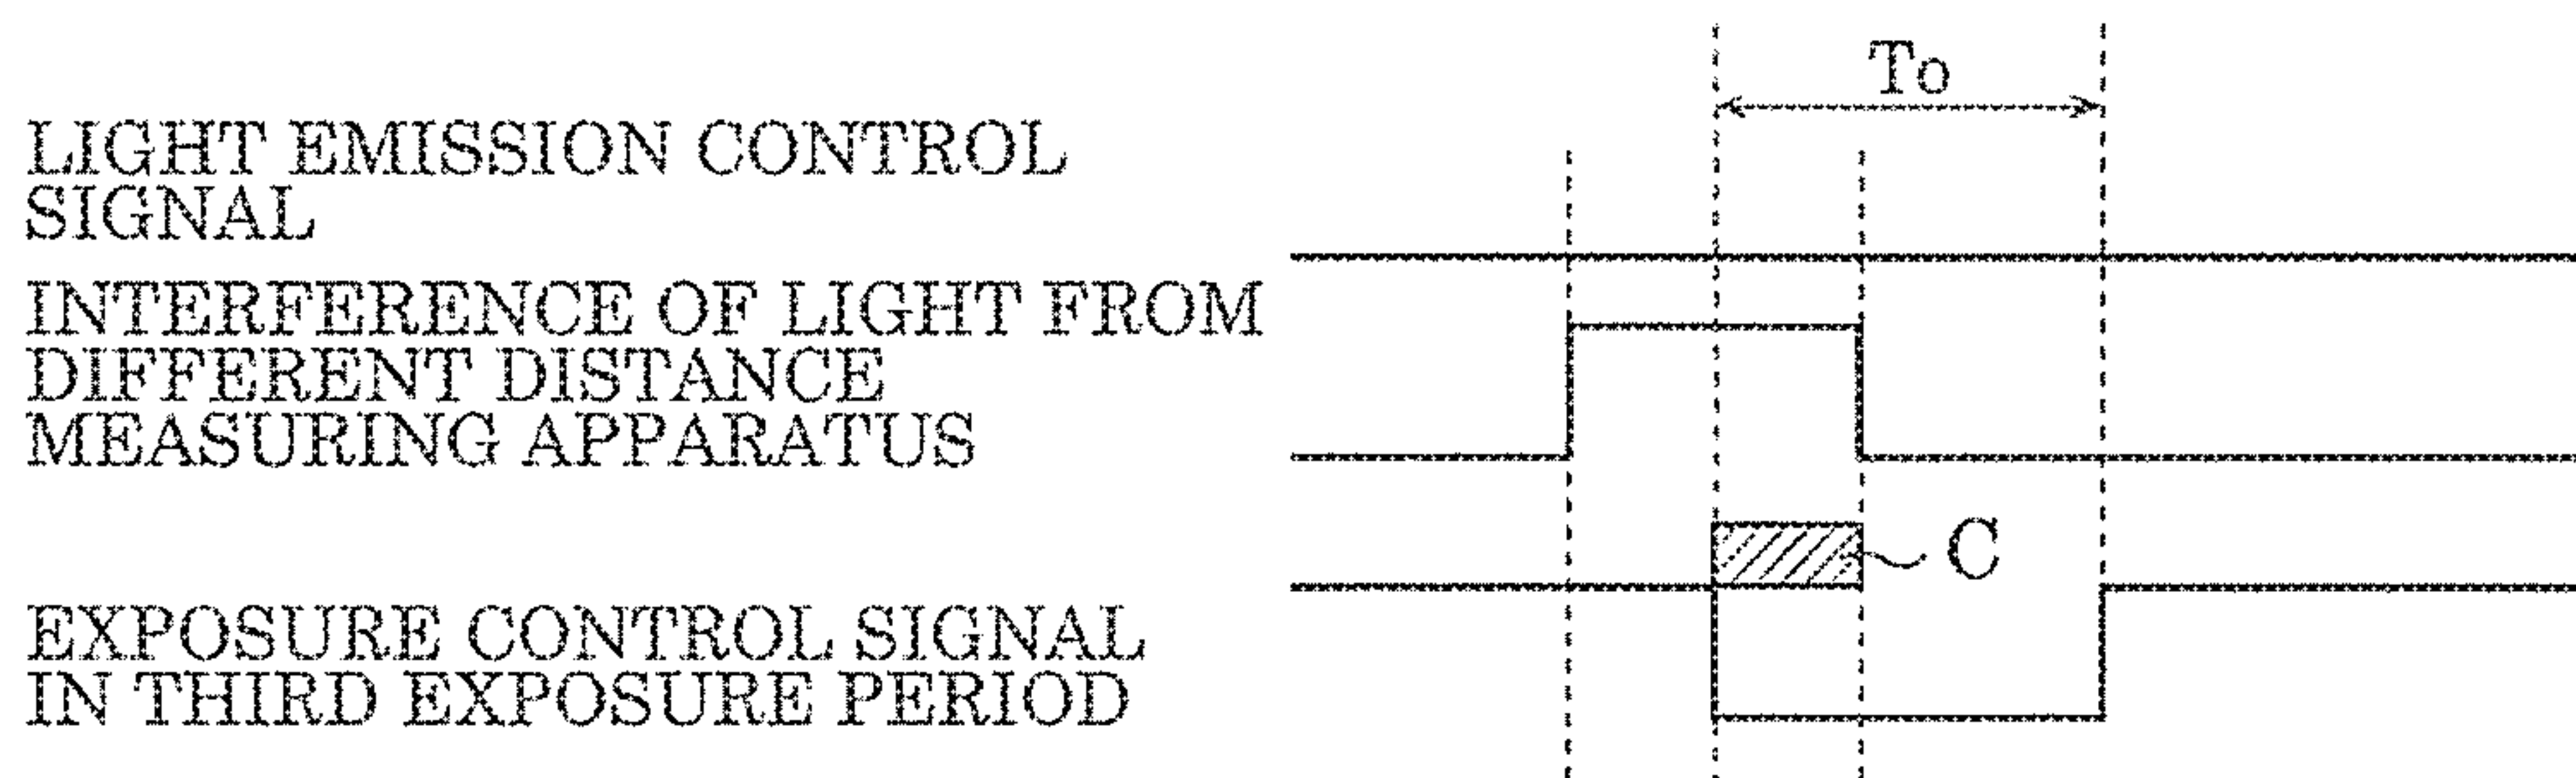 To
LIGHT EMISSION CONTROL
SIGNAL
INTERFERENCE OF LIGHT FROM
DIFFERENT DISTANCE
MEASURING APPARATUS
C
EXPOSURE CONTROL SIGNAL
IN THIRD EXPOSURE PERIOD